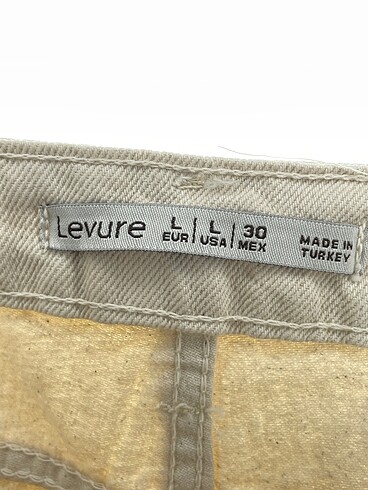 Levure L EUR | L USA | 30 MEX MADE IN TURKEY